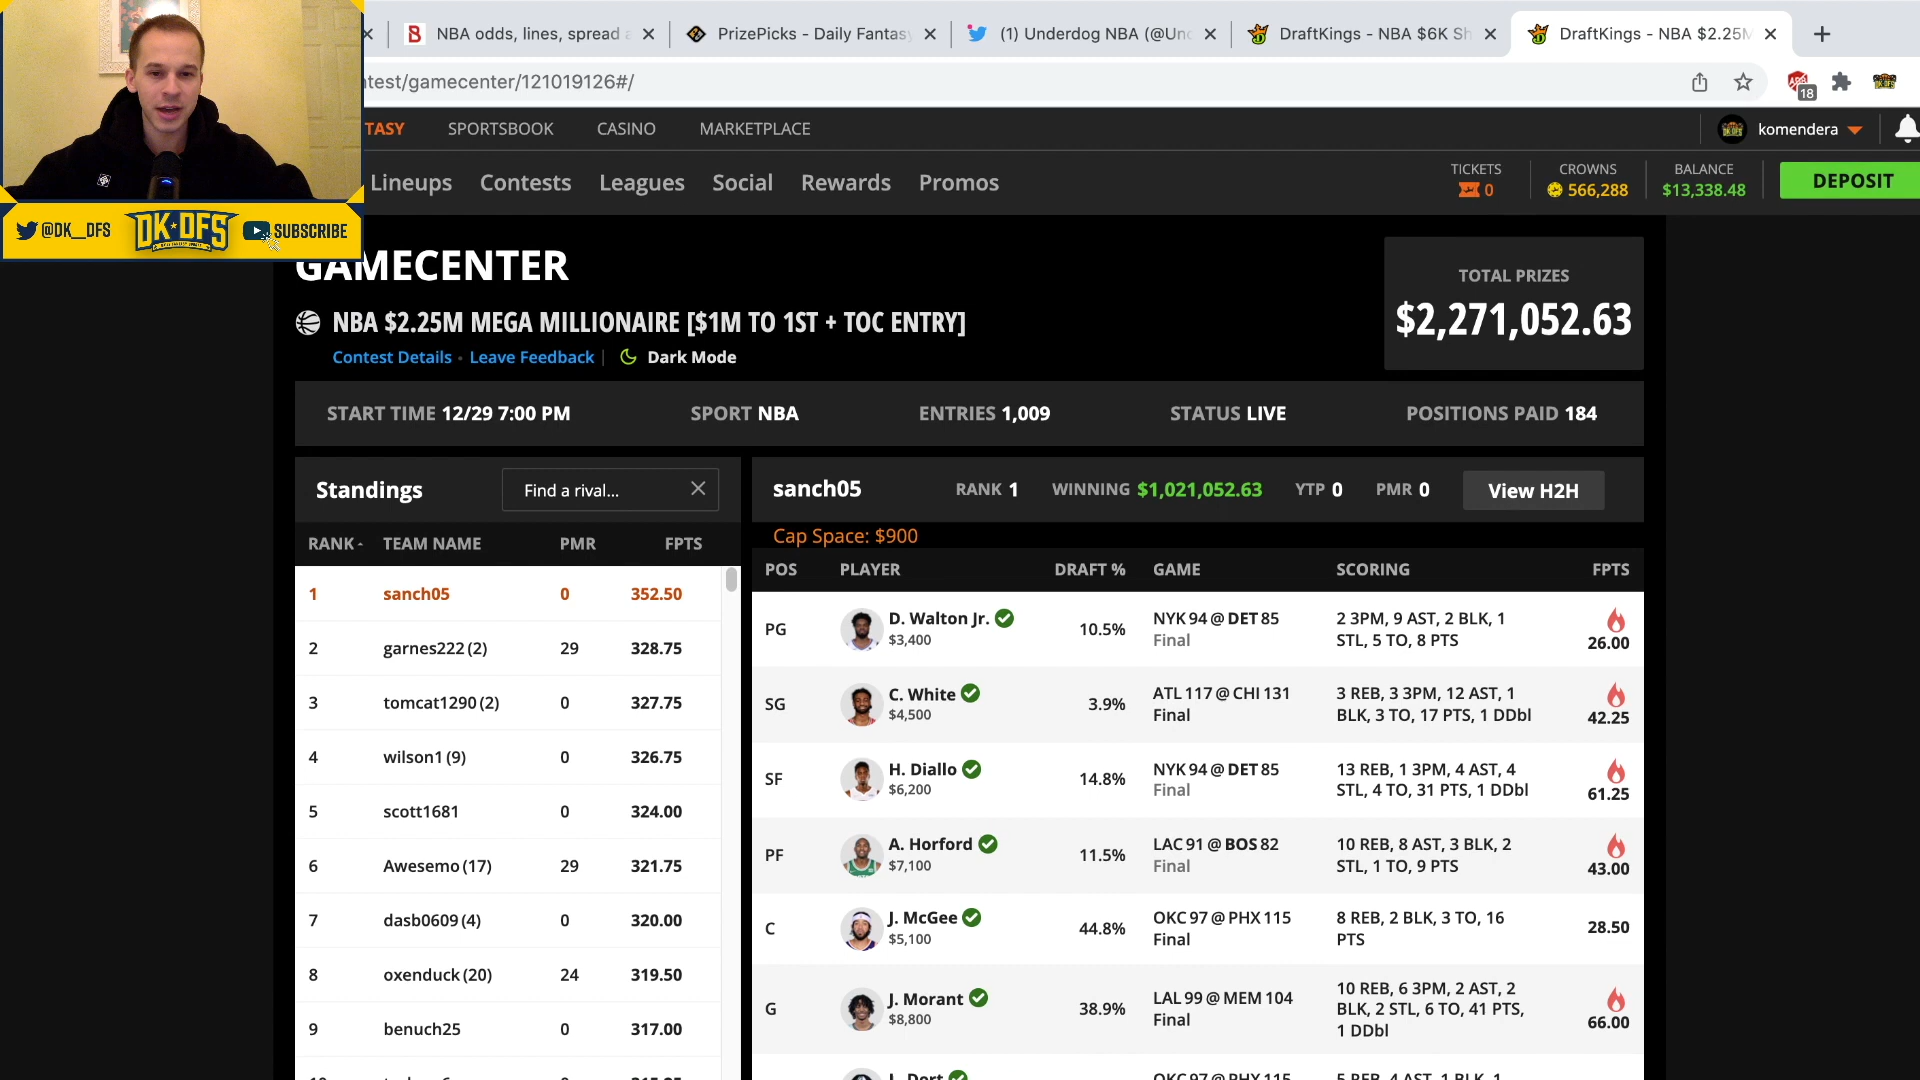 NBA odds, lines, spread a
PrizePicks - Daily Fantasy
(1) Underdog NBA (@Und
DraftKings - NBA $6K Sh
DraftKings - NBA $2.25M
test/gamecenter/121019126#/
18
TASY
SPORTSBOOK
CASINO
MARKETPLACE
komendera
Lineups
Contests
Leagues
Social
Rewards
Promos
TICKETS
0
CROWNS
566,288
BALANCE
$13,338.48
DEPOSIT
@DK__DFS
DK DFS
SUBSCRIBE
GAMECENTER
NBA $2.25M MEGA MILLIONAIRE [$1M TO 1ST + TOC ENTRY]
Contest Details
Leave Feedback
Dark Mode
TOTAL PRIZES
$2,271,052.63
START TIME 12/29 7:00 PM
SPORT NBA
ENTRIES 1,009
STATUS LIVE
POSITIONS PAID 184
Standings
Find a rival...
RANK TEAM NAME PMR FPTS
1 sanch05 0 352.50
2 garnes222 (2) 29 328.75
3 tomcat1290 (2) 0 327.75
4 wilson1 (9) 0 326.75
5 scott1681 0 324.00
6 Awesemo (17) 29 321.75
7 dasb0609 (4) 0 320.00
8 oxenduck (20) 24 319.50
9 benuch25 0 317.00
sanch05
RANK 1
WINNING $1,021,052.63
YTP 0
PMR 0
View H2H
Cap Space: $900
POS PLAYER DRAFT % GAME SCORING FPTS
PG D. Walton Jr. 10.5% NYK 94 @ DET 85 2 3PM, 9 AST, 2 BLK, 1
$3,400 Final STL, 5 TO, 8 PTS 26.00
SG C. White 3.9% ATL 117 @ CHI 131 3 REB, 3 3PM, 12 AST, 1
$4,500 Final BLK, 3 TO, 17 PTS, 1 DDbl 42.25
SF H. Diallo 14.8% NYK 94 @ DET 85 13 REB, 1 3PM, 4 AST, 4
$6,200 Final STL, 4 TO, 31 PTS, 1 DDbl 61.25
PF A. Horford 11.5% LAC 91 @ BOS 82 10 REB, 8 AST, 3 BLK, 2
$7,100 Final STL, 1 TO, 9 PTS 43.00
C J. McGee 44.8% OKC 97 @ PHX 115 8 REB, 2 BLK, 3 TO, 16
$5,100 Final PTS 28.50
G J. Morant 38.9% LAL 99 @ MEM 104 10 REB, 6 3PM, 2 AST, 2
$8,800 Final BLK, 2 STL, 6 TO, 41 PTS, 66.00
1 DDbl
L. Dort OKC 97 @ PHX 115 5 REB, 4 AST, 1 BLK, 1